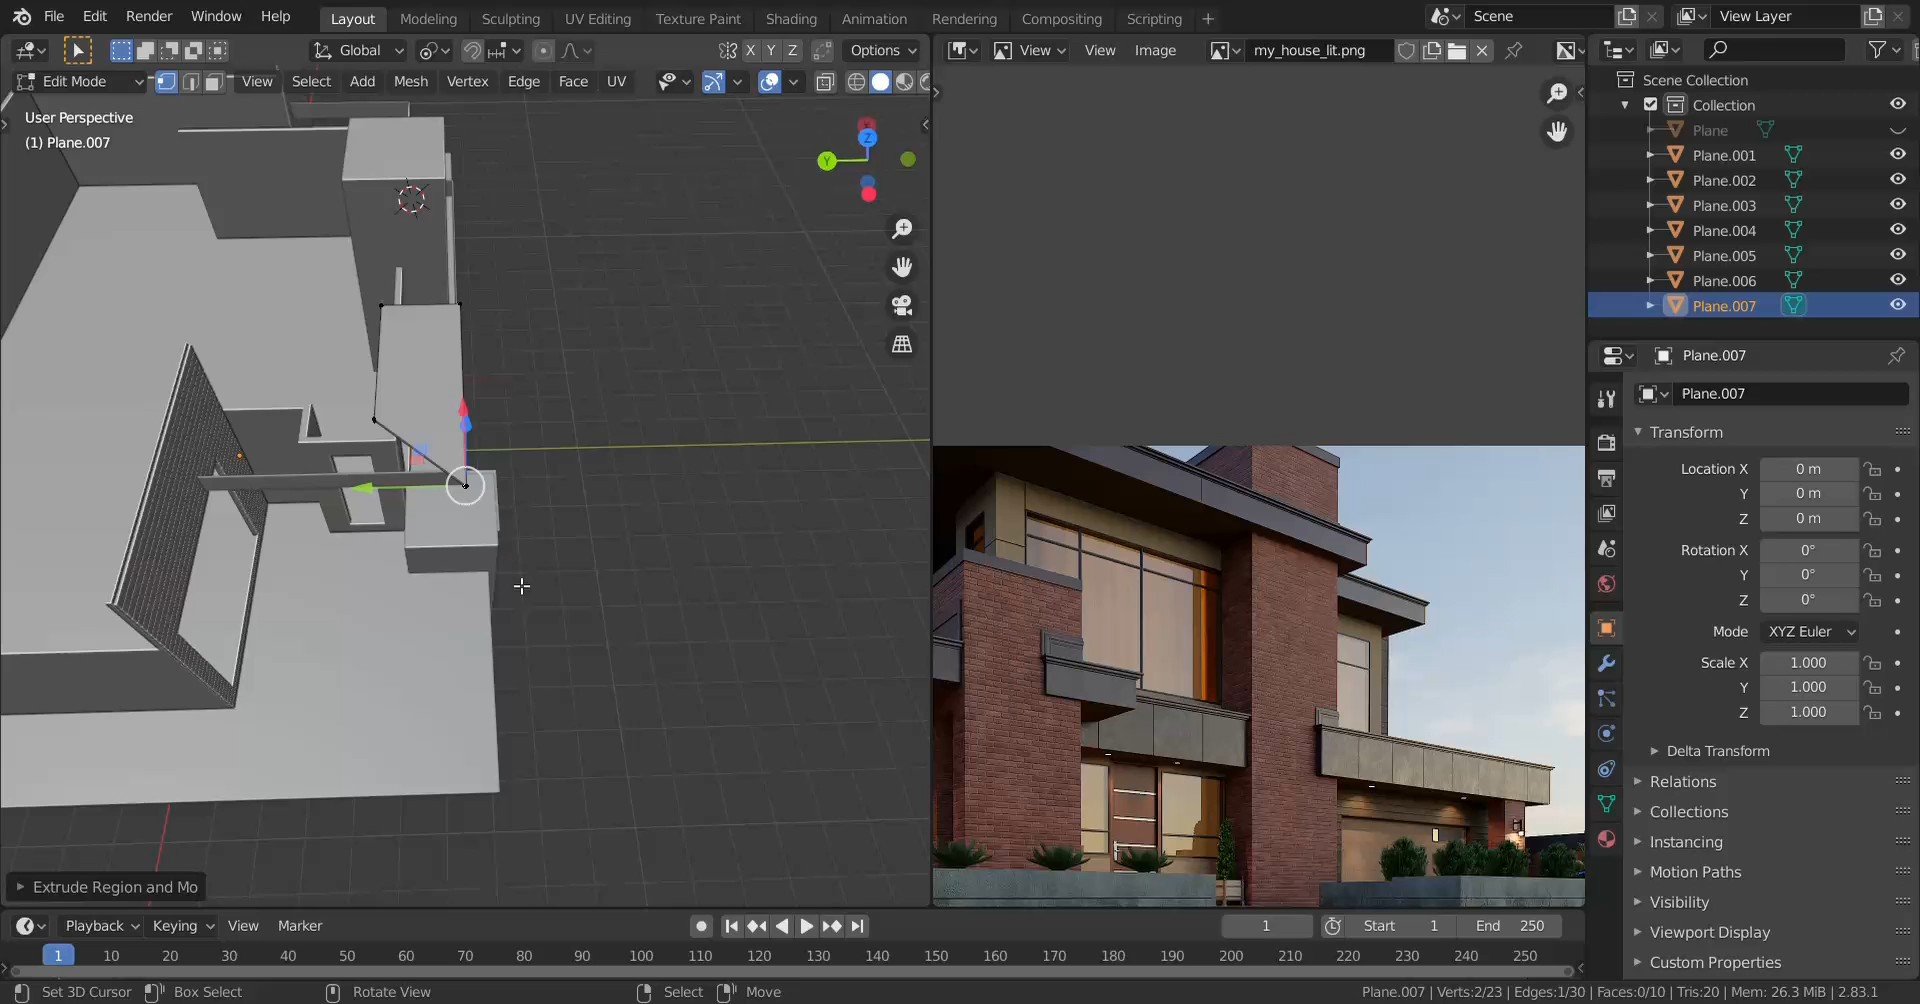 File Edit Render Window Help Layout Modeling Sculpting UV Editing Texture Paint Shading Animation Rendering Compositing Scripting + Scene View Layer
Global X Y Z Options View View Image my_house_lit.png
Edit Mode View Select Add Mesh Vertex Edge Face UV
User Perspective
(1) Plane.007
Z
Y
Scene Collection
Collection
Plane
Plane.001
Plane.002
Plane.003
Plane.004
Plane.005
Plane.006
Plane.007
Plane.007
Plane.007
Transform
Location X 0 m
Y 0 m
Z 0 m
Rotation X 0°
Y 0°
Z 0°
Mode XYZ Euler
Scale X 1.000
Y 1.000
Z 1.000
Delta Transform
Relations
Collections
Instancing
Motion Paths
Visibility
Viewport Display
Custom Properties
Extrude Region and Mo
Playback Keying View Marker 1 Start 1 End 250
1 10 20 30 40 50 60 70 80 90 100 110 120 130 140 150 160 170 180 190 200 210 220 230 240 250
Set 3D Cursor Box Select Rotate View Select Move Plane.007 | Verts:2/23 | Edges:1/30 | Faces:0/10 | Tris:20 | Mem: 26.3 MiB | 2.83.1